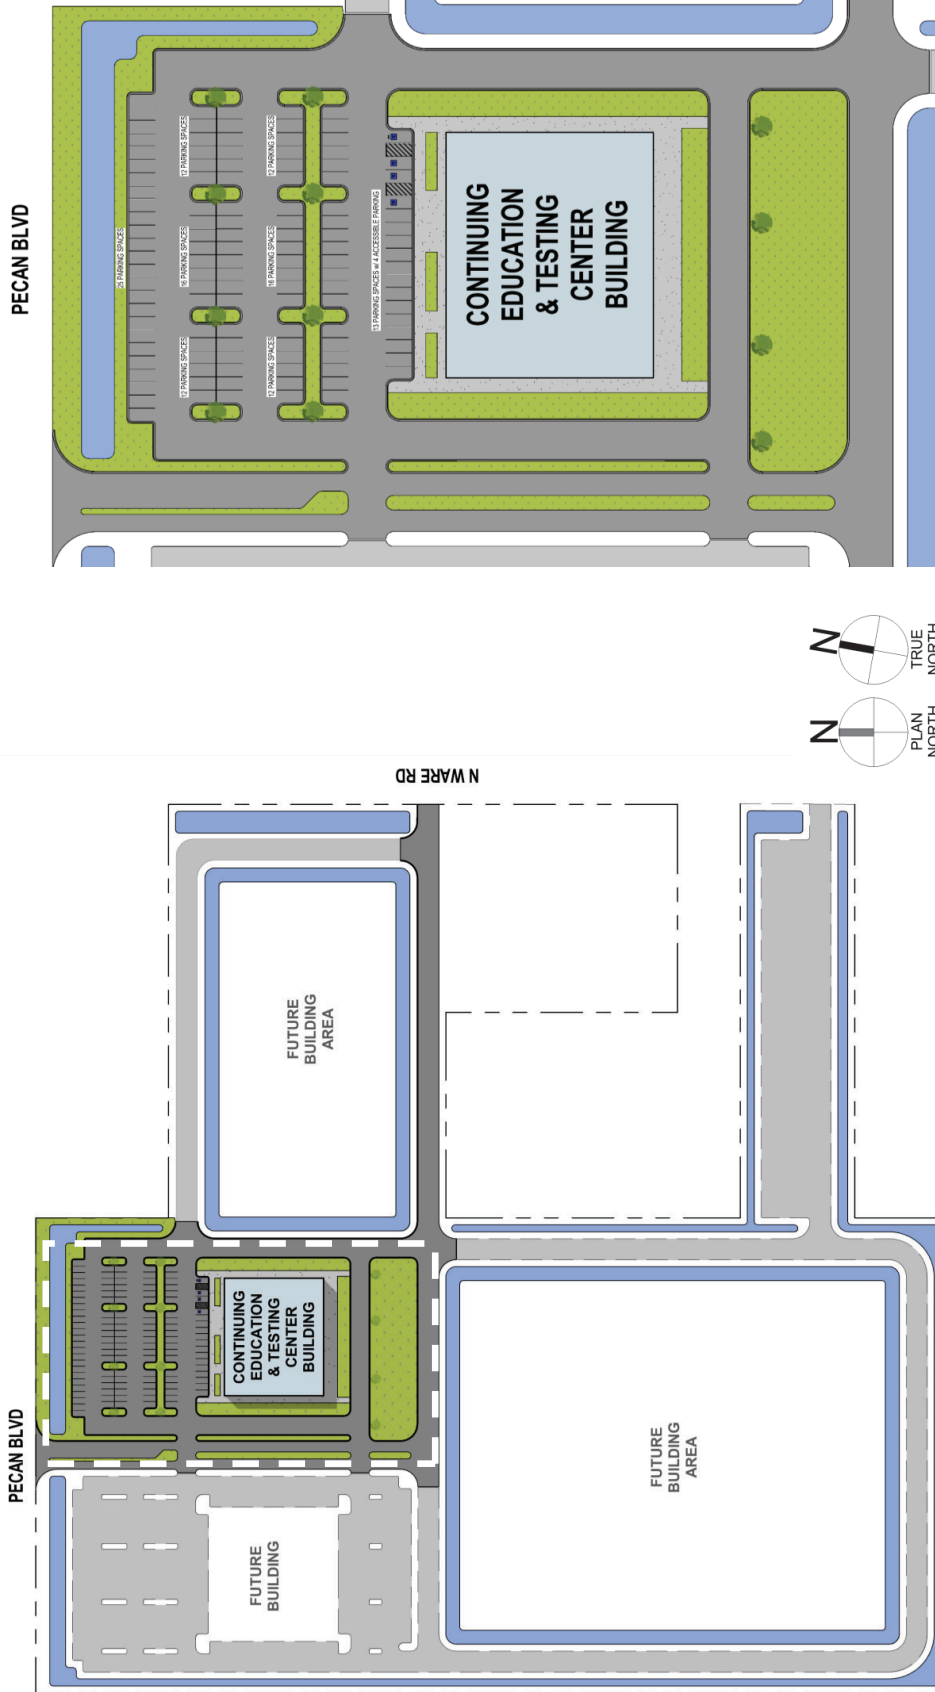 PECAN BLVD
25 PARKING SPACES
12 PARKING SPACES
16 PARKING SPACES
12 PARKING SPACES
12 PARKING SPACES
16 PARKING SPACES
12 PARKING SPACES
13 PARKING SPACES w/ 4 ACCESSIBLE PARKING
CONTINUING
EDUCATION
& TESTING
CENTER
BUILDING
N
TRUE
NORTH
N
PLAN
NORTH
N WARE RD
FUTURE
BUILDING
AREA
PECAN BLVD
CONTINUING
EDUCATION
& TESTING
CENTER
BUILDING
FUTURE
BUILDING
FUTURE
BUILDING
AREA